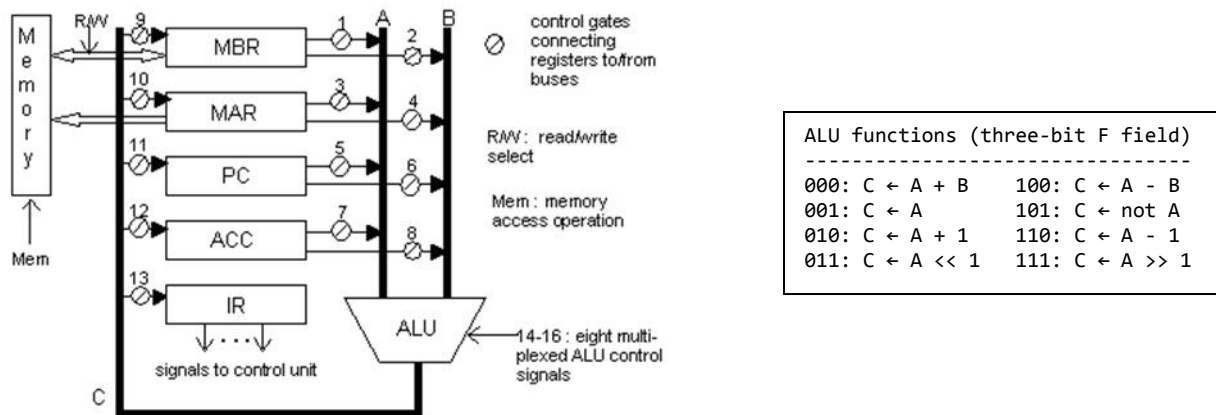 R/W
9
1
A
B
Memory
MBR
2
control gates
connecting
registers to/from
buses
10
3
MAR
4
11
5
PC
6
R/W : read/write
select
12
7
ACC
8
Mem : memory
access operation
Mem
13
IR
ALU
signals to control unit
14-16 : eight multi-
plexed ALU control
signals
C
ALU functions (three-bit F field)
---------------------------------
000: C ← A + B 100: C ← A - B
001: C ← A 101: C ← not A
010: C ← A + 1 110: C ← A - 1
011: C ← A << 1 111: C ← A >> 1